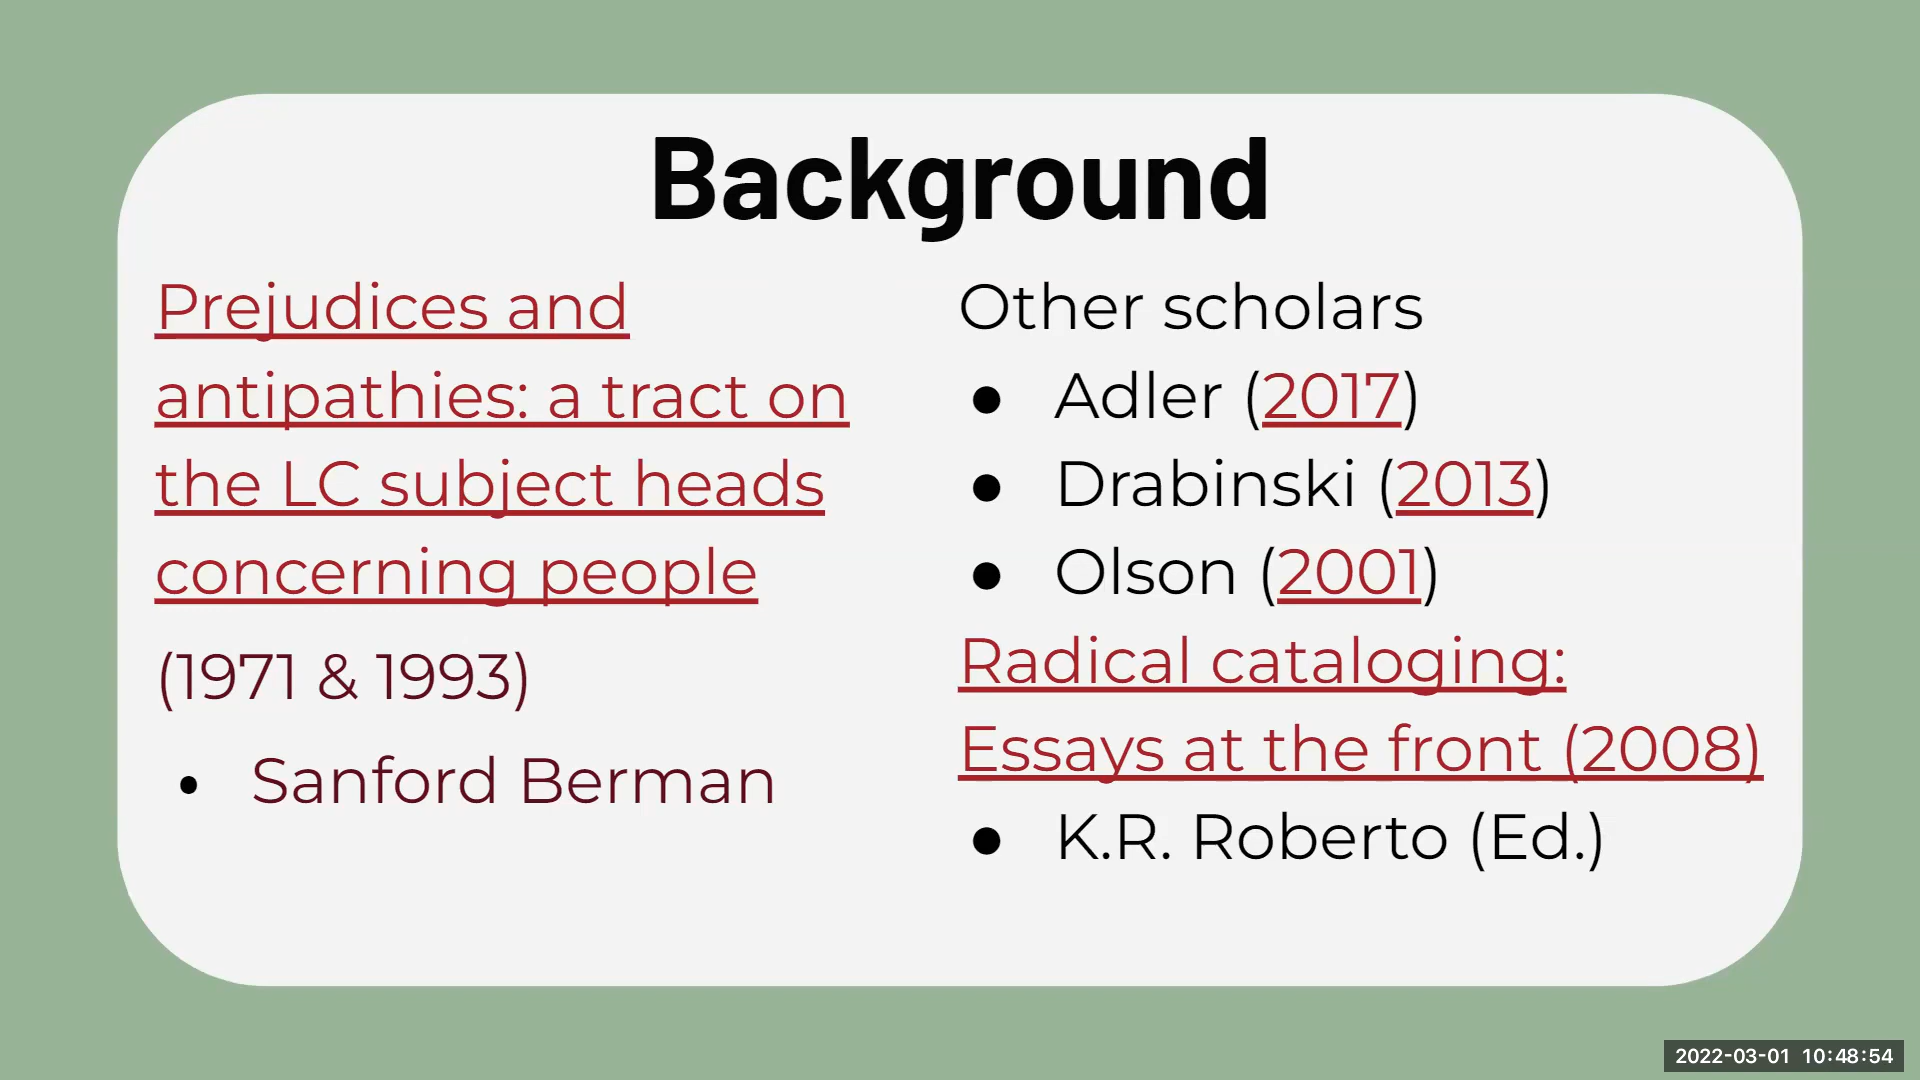 Background
Prejudices and
antipathies: a tract on
the LC subject heads
concerning people
(1971 & 1993)
• Sanford Berman
Other scholars
● Adler (2017)
● Drabinski (2013)
● Olson (2001)
Radical cataloging:
Essays at the front (2008)
● K.R. Roberto (Ed.)
2022-03-01 10:48:54